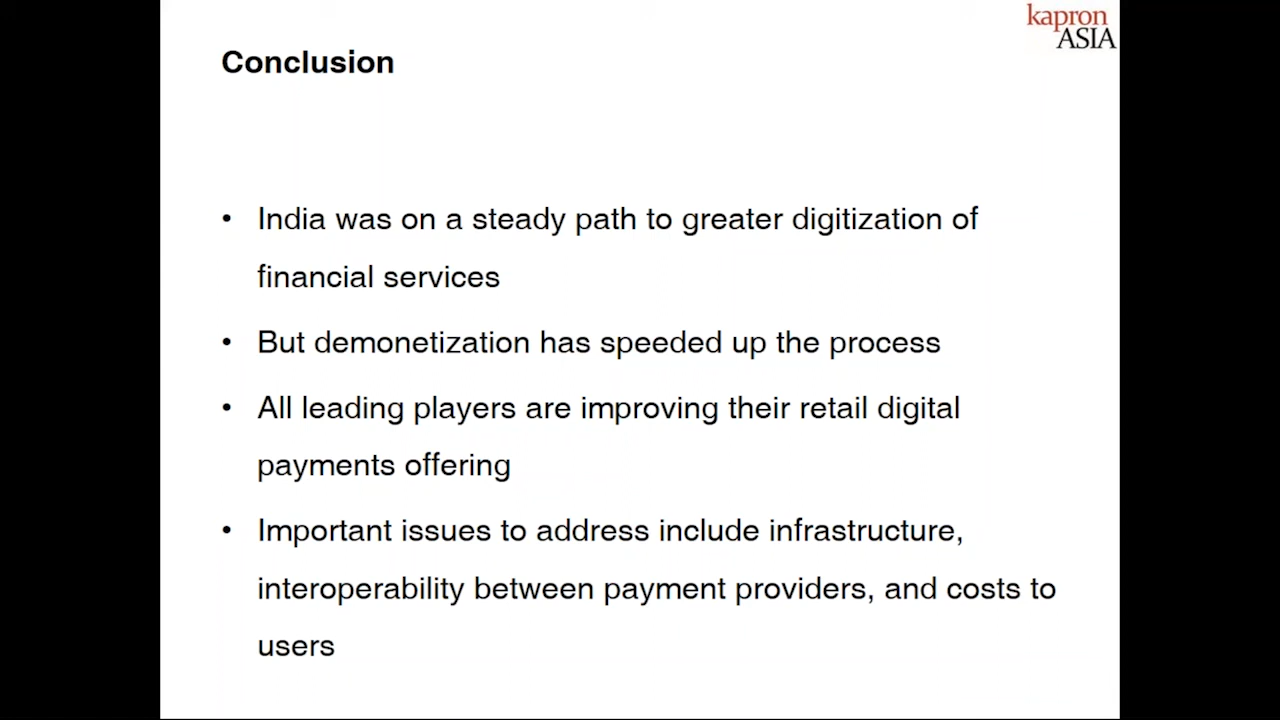 kapron
ASIA
Conclusion
• India was on a steady path to greater digitization of
financial services
• But demonetization has speeded up the process
• All leading players are improving their retail digital
payments offering
• Important issues to address include infrastructure,
interoperability between payment providers, and costs to
users